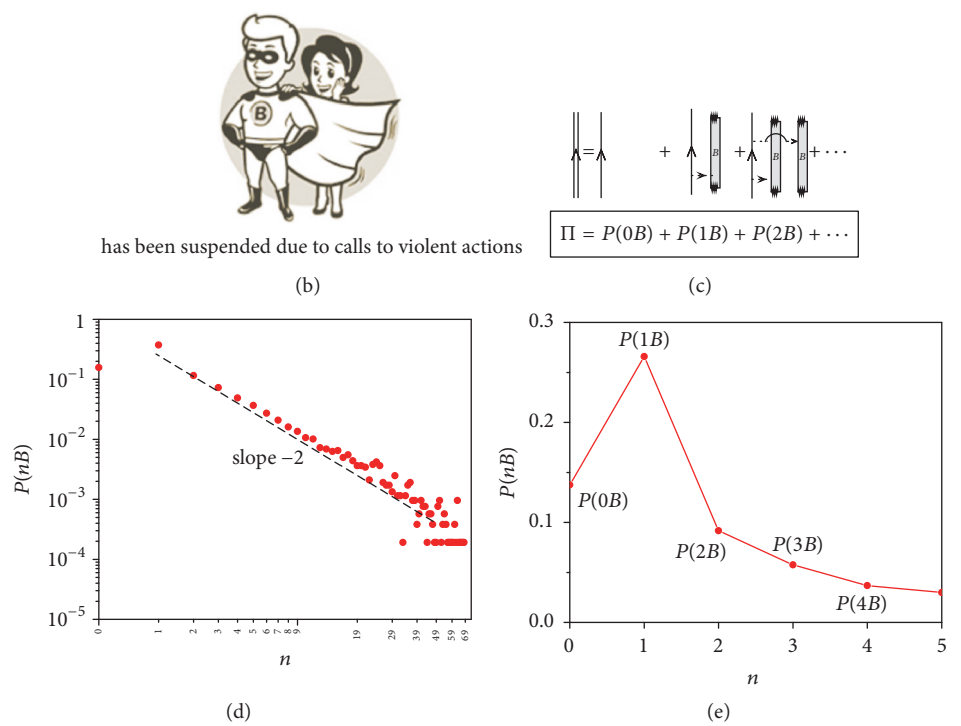 B
has been suspended due to calls to violent actions
(b)
= + B + B B + ⋯
Π = P(0B) + P(1B) + P(2B) + ⋯
(c)
1
10⁻¹
10⁻²
10⁻³
10⁻⁴
10⁻⁵
P(nB)
slope −2
0 1 2 3 4 5 6 7 8 9 19 29 39 49 59 69
n
(d)
0.3
0.2
0.1
0.0
P(nB)
P(1B)
P(0B)
P(2B)
P(3B)
P(4B)
0 1 2 3 4 5
n
(e)